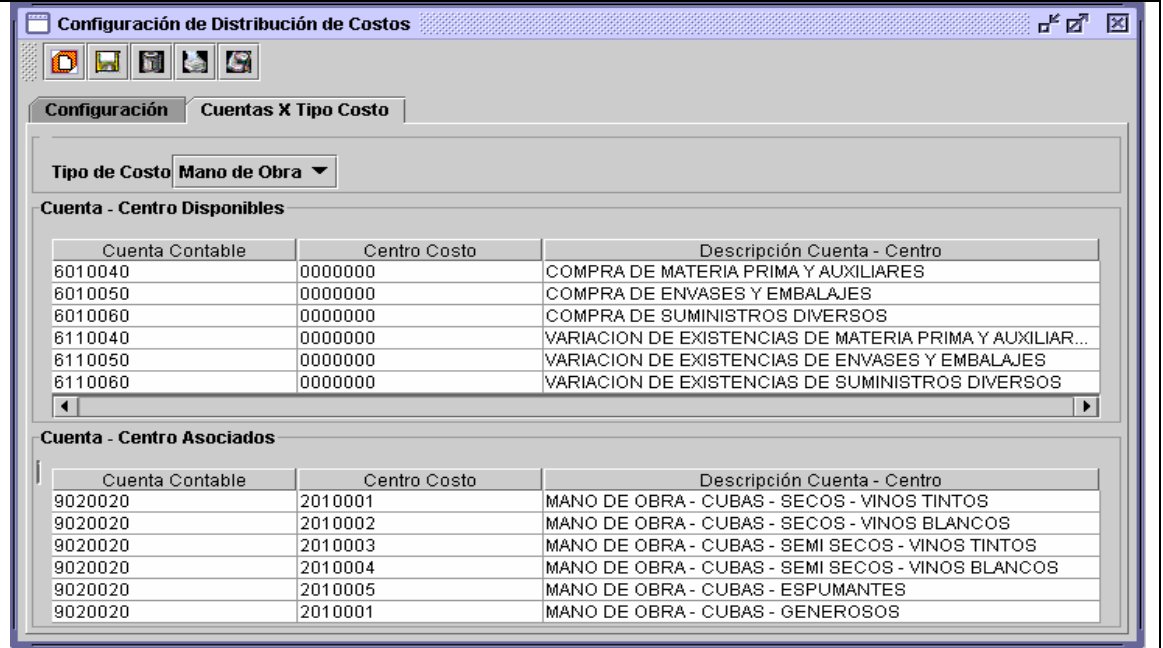 Configuración de Distribución de Costos
Configuración Cuentas X Tipo Costo
Tipo de Costo Mano de Obra
Cuenta - Centro Disponibles
Cuenta Contable Centro Costo Descripción Cuenta - Centro
6010040 0000000 COMPRA DE MATERIA PRIMA Y AUXILIARES
6010050 0000000 COMPRA DE ENVASES Y EMBALAJES
6010060 0000000 COMPRA DE SUMINISTROS DIVERSOS
6110040 0000000 VARIACION DE EXISTENCIAS DE MATERIA PRIMA Y AUXILIAR...
6110050 0000000 VARIACION DE EXISTENCIAS DE ENVASES Y EMBALAJES
6110060 0000000 VARIACION DE EXISTENCIAS DE SUMINISTROS DIVERSOS
Cuenta - Centro Asociados
Cuenta Contable Centro Costo Descripción Cuenta - Centro
9020020 2010001 MANO DE OBRA - CUBAS - SECOS - VINOS TINTOS
9020020 2010002 MANO DE OBRA - CUBAS - SECOS - VINOS BLANCOS
9020020 2010003 MANO DE OBRA - CUBAS - SEMI SECOS - VINOS TINTOS
9020020 2010004 MANO DE OBRA - CUBAS - SEMI SECOS - VINOS BLANCOS
9020020 2010005 MANO DE OBRA - CUBAS - ESPUMANTES
9020020 2010001 MANO DE OBRA - CUBAS - GENEROSOS